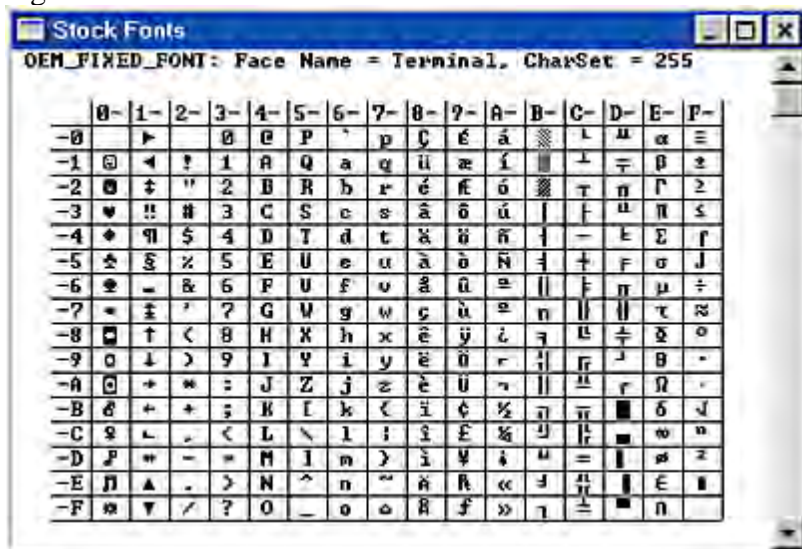 Stock Fonts
OEM_FIXED_FONT: Face Name = Terminal, CharSet = 255
0- 1- 2- 3- 4- 5- 6- 7- 8- 9- A- B- C- D- E- F-
-0 ► 0 @ P ` p Ç É á ░ └ ╨ α ≡
-1 ☺ ◄ ! 1 A Q a q ü æ í ▒ ┴ ╤ ß ±
-2 ☻ ↕ " 2 B R b r é Æ ó ▓ ┬ ╥ Γ ≥
-3 ♥ ‼ # 3 C S c s â ô ú │ ├ ╙ π ≤
-4 ♦ ¶ $ 4 D T d t ä ö ñ ┤ ─ ╘ Σ ⌠
-5 ♣ § % 5 E U e u à ò Ñ ╡ ┼ ╒ σ ⌡
-6 ♠ ▬ & 6 F V f v å û ª ╢ ╞ ╓ µ ÷
-7 • ↨ ' 7 G W g w ç ù º ╖ ╟ ╫ τ ≈
-8 ◘ ↑ ( 8 H X h x ê ÿ ¿ ╕ ╚ ╪ Φ °
-9 ○ ↓ ) 9 I Y i y ë Ö ⌐ ╣ ╔ ┘ Θ ∙
-A ◙ → * : J Z j z è Ü ¬ ║ ╩ ┌ Ω ·
-B ♂ ← + ; K [ k { ï ¢ ½ ╗ ╦ █ δ √
-C ♀ ∟ , < L \ l | î £ ¼ ╝ ╠ ▄ ∞ ⁿ
-D ♪ ↔ - = M ] m } ì ¥ ¡ ╜ ═ ▌ φ ²
-E ♫ ▲ . > N ^ n ~ Ä ₧ « ╛ ╬ ▐ ∈ ■
-F ☼ ▼ / ? O _ o ⌂ Å ƒ » ┐ ╧ ▀ ∩